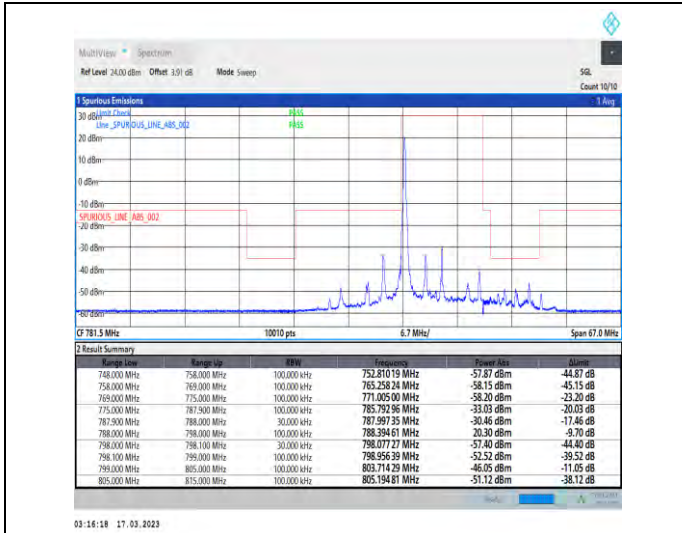 MultiView Spectrum
Ref Level 24.00 dBm Offset 3.91 dB Mode Sweep SGL
Count 10/10
1 Spurious Emissions 1 Avg
30 dBm Limit Check PASS
Line _SPURIOUS_LINE_ABS_002 PASS
20 dBm
10 dBm
0 dBm
-10 dBm
SPURIOUS_LINE_ABS_002
-20 dBm
-30 dBm
-40 dBm
-50 dBm
-60 dBm
CF 781.5 MHz 10010 pts 6.7 MHz/ Span 67.0 MHz
2 Result Summary
Range Low Range Up RBW Frequency Power Abs ΔLimit
748.000 MHz 758.000 MHz 100.000 kHz 752.81019 MHz -57.87 dBm -44.87 dB
758.000 MHz 769.000 MHz 100.000 kHz 765.25824 MHz -58.15 dBm -45.15 dB
769.000 MHz 775.000 MHz 100.000 kHz 771.00500 MHz -58.20 dBm -23.20 dB
775.000 MHz 787.900 MHz 100.000 kHz 785.79296 MHz -33.03 dBm -20.03 dB
787.900 MHz 788.000 MHz 30.000 kHz 787.99735 MHz -30.46 dBm -17.46 dB
788.000 MHz 798.000 MHz 100.000 kHz 788.39461 MHz 20.30 dBm -9.70 dB
798.000 MHz 798.100 MHz 30.000 kHz 798.07727 MHz -57.40 dBm -44.40 dB
798.100 MHz 799.000 MHz 100.000 kHz 798.95639 MHz -52.52 dBm -39.52 dB
799.000 MHz 805.000 MHz 100.000 kHz 803.71429 MHz -46.05 dBm -11.05 dB
805.000 MHz 815.000 MHz 100.000 kHz 805.19481 MHz -51.12 dBm -38.12 dB
03:16:18 17.03.2023